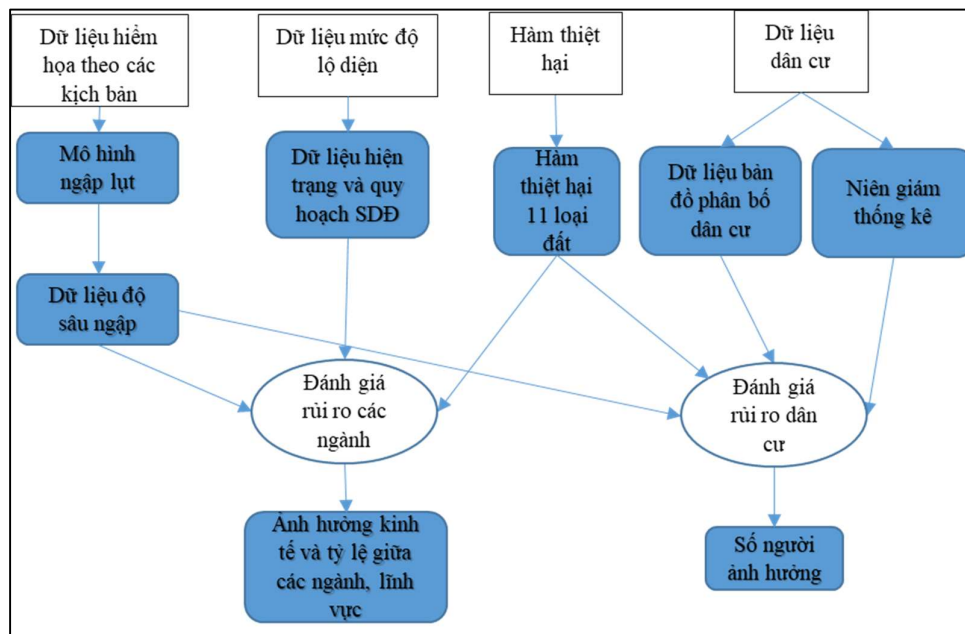 Dữ liệu hiểm
họa theo các
kịch bản
Dữ liệu mức độ
lộ diện
Hàm thiệt
hại
Dữ liệu
dân cư
Mô hình
ngập lụt
Dữ liệu hiện
trạng và quy
hoạch SDĐ
Hàm
thiệt hại
11 loại
đất
Dữ liệu bản
đồ phân bố
dân cư
Niên giám
thống kê
Dữ liệu độ
sâu ngập
Đánh giá
rủi ro các
ngành
Đánh giá
rủi ro dân
cư
Ảnh hưởng kinh
tế và tỷ lệ giữa
các ngành, lĩnh
vực
Số người
ảnh hưởng